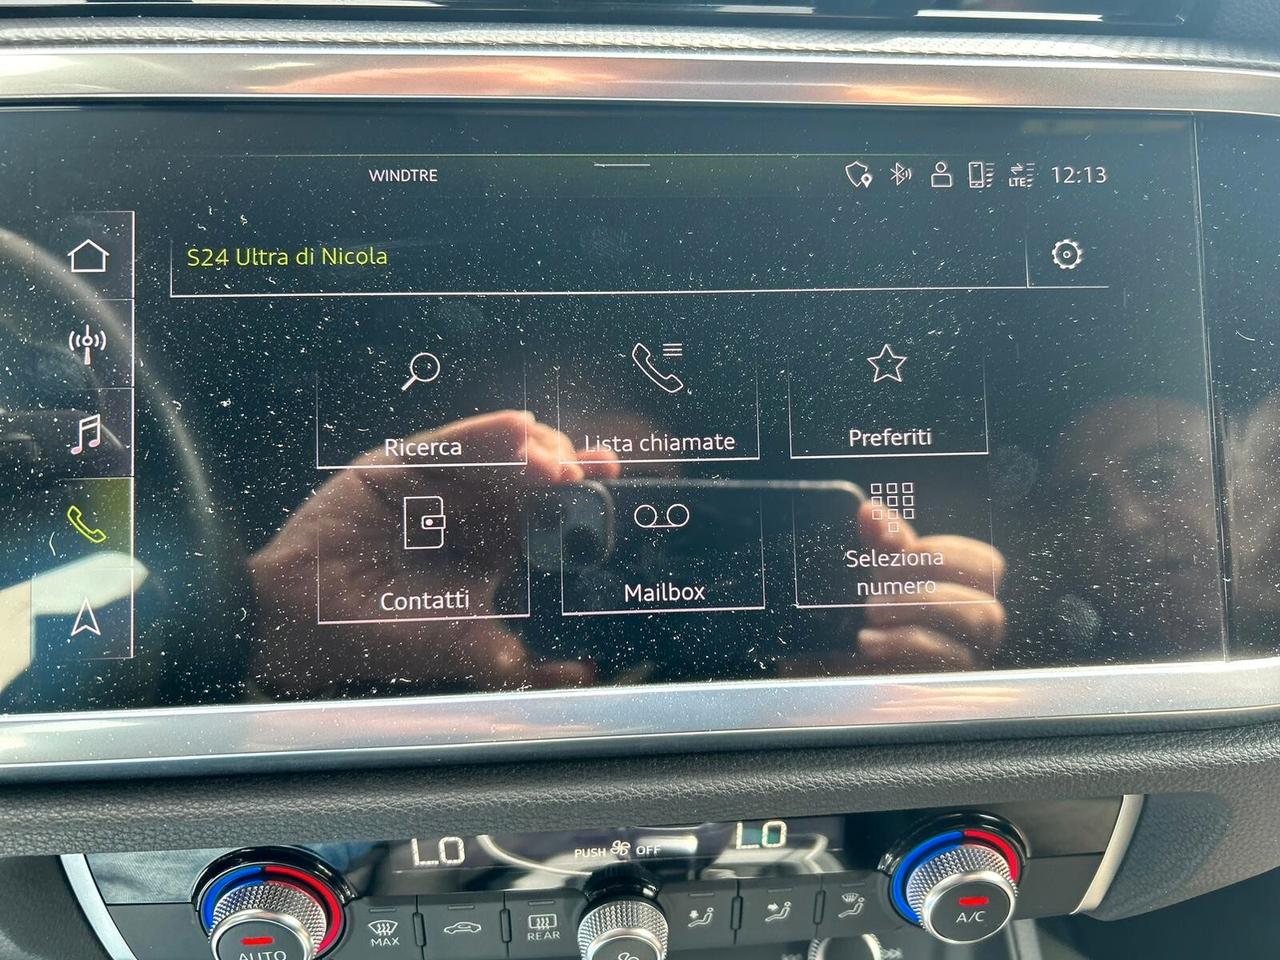 WINDTRE
LTE
12:13
S24 Ultra di Nicola
Ricerca
Lista chiamate
Preferiti
Contatti
Mailbox
Seleziona
numero
LO
PUSH OFF
LO
AUTO
MAX
REAR
A/C